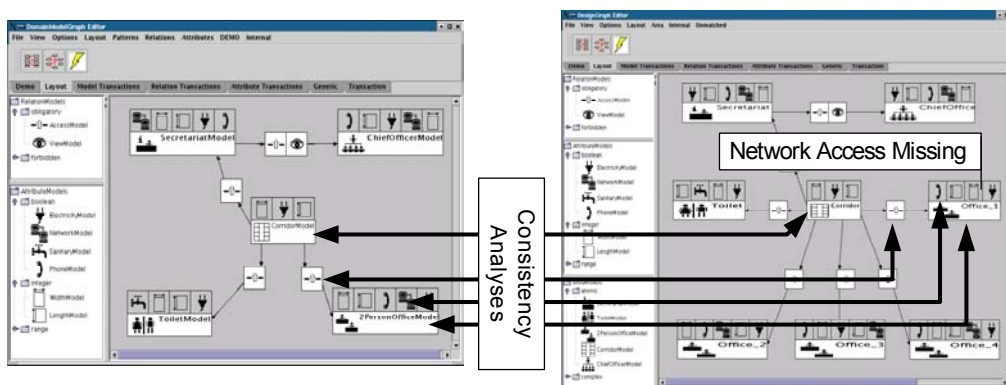 DomainModelGraph Editor
File View Options Layout Patterns Relations Attributes DEMO Internal
Demo Layout Model Transactions Relation Transactions Attribute Transactions Generic Transaction
RelationModels
obligatory
AccessModel
ViewModel
forbidden
AttributeModels
boolean
ElectricityModel
NetworkModel
SanitaryModel
PhoneModel
integer
WidthModel
LengthModel
range
SecretariatModel
ChiefOfficerModel
CorridorModel
ToiletModel
2PersonOfficeModel
Consistency
Analyses
DesignGraph Editor
File View Options Layout Area Internal Unmatched
Demo Layout Model Transactions Relation Transactions Attribute Transactions Generic Transaction
RelationModels
obligatory
AccessModel
ViewModel
forbidden
AttributeModels
boolean
ElectricityModel
NetworkModel
SanitaryModel
PhoneModel
integer
WidthModel
LengthModel
range
AreaModels
atomic
ToiletModel
2PersonOfficeModel
CorridorModel
ChiefOfficerModel
complex
Secretariat
ChiefOffice
Network Access Missing
Toilet
Corridor
Office_1
Office_2
Office_3
Office_4